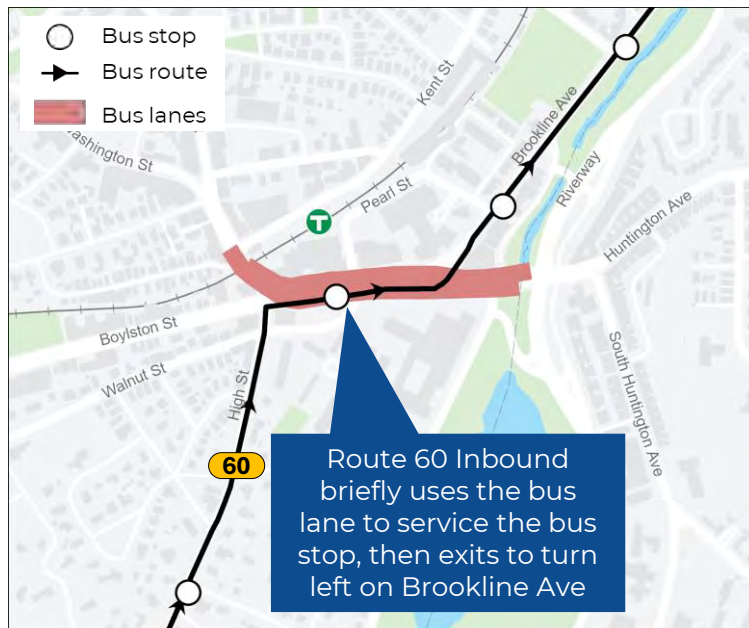 Bus stop
Bus route
Bus lanes
Washington St
Kent St
Pearl St
Brookline Ave
Riverway
Huntington Ave
T
Boylston St
Walnut St
High St
South Huntington Ave
60
Route 60 Inbound
briefly uses the bus
lane to service the bus
stop, then exits to turn
left on Brookline Ave